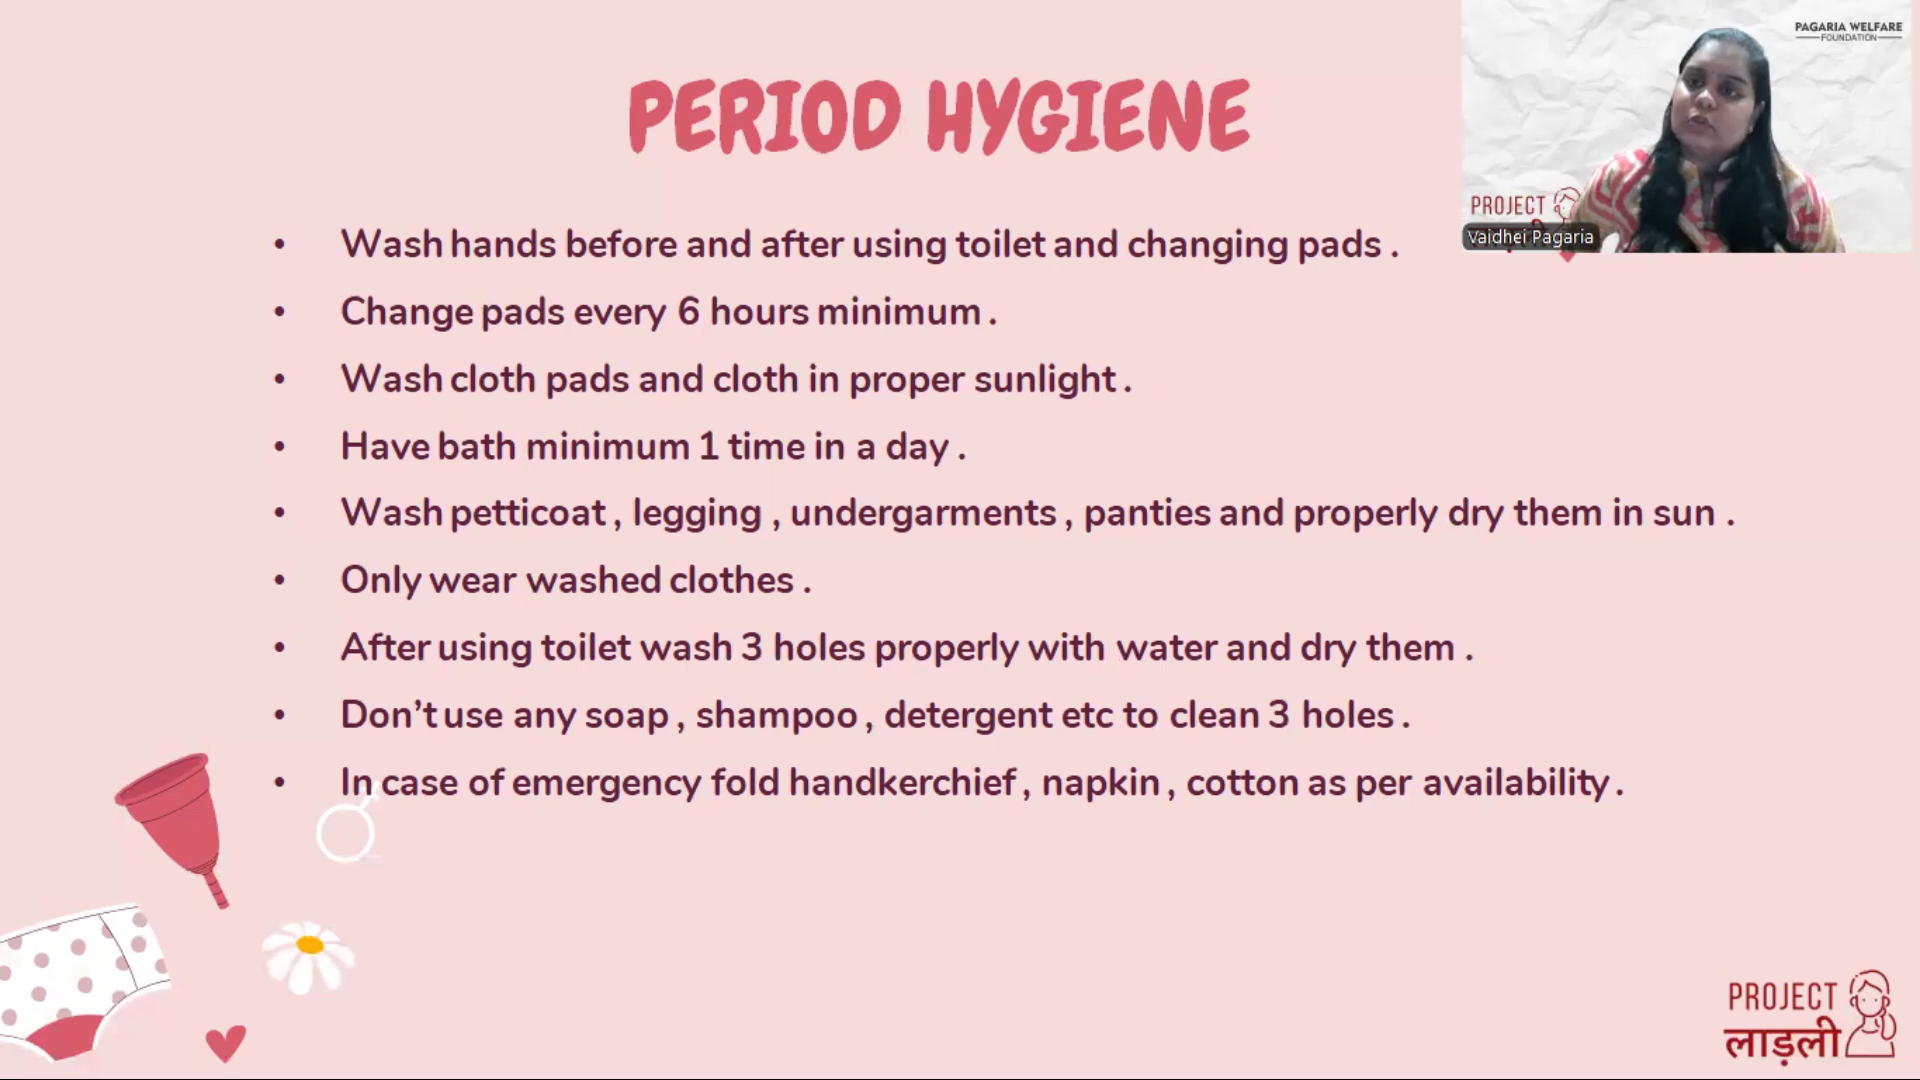 PAGARIA WELFARE
FOUNDATION
PERIOD HYGIENE
PROJECT
Vaidhei Pagaria
• Wash hands before and after using toilet and changing pads .
• Change pads every 6 hours minimum .
• Wash cloth pads and cloth in proper sunlight .
• Have bath minimum 1 time in a day .
• Wash petticoat , legging , undergarments , panties and properly dry them in sun .
• Only wear washed clothes .
• After using toilet wash 3 holes properly with water and dry them .
• Don’t use any soap , shampoo , detergent etc to clean 3 holes .
• In case of emergency fold handkerchief , napkin , cotton as per availability .
PROJECT
लाड़ली